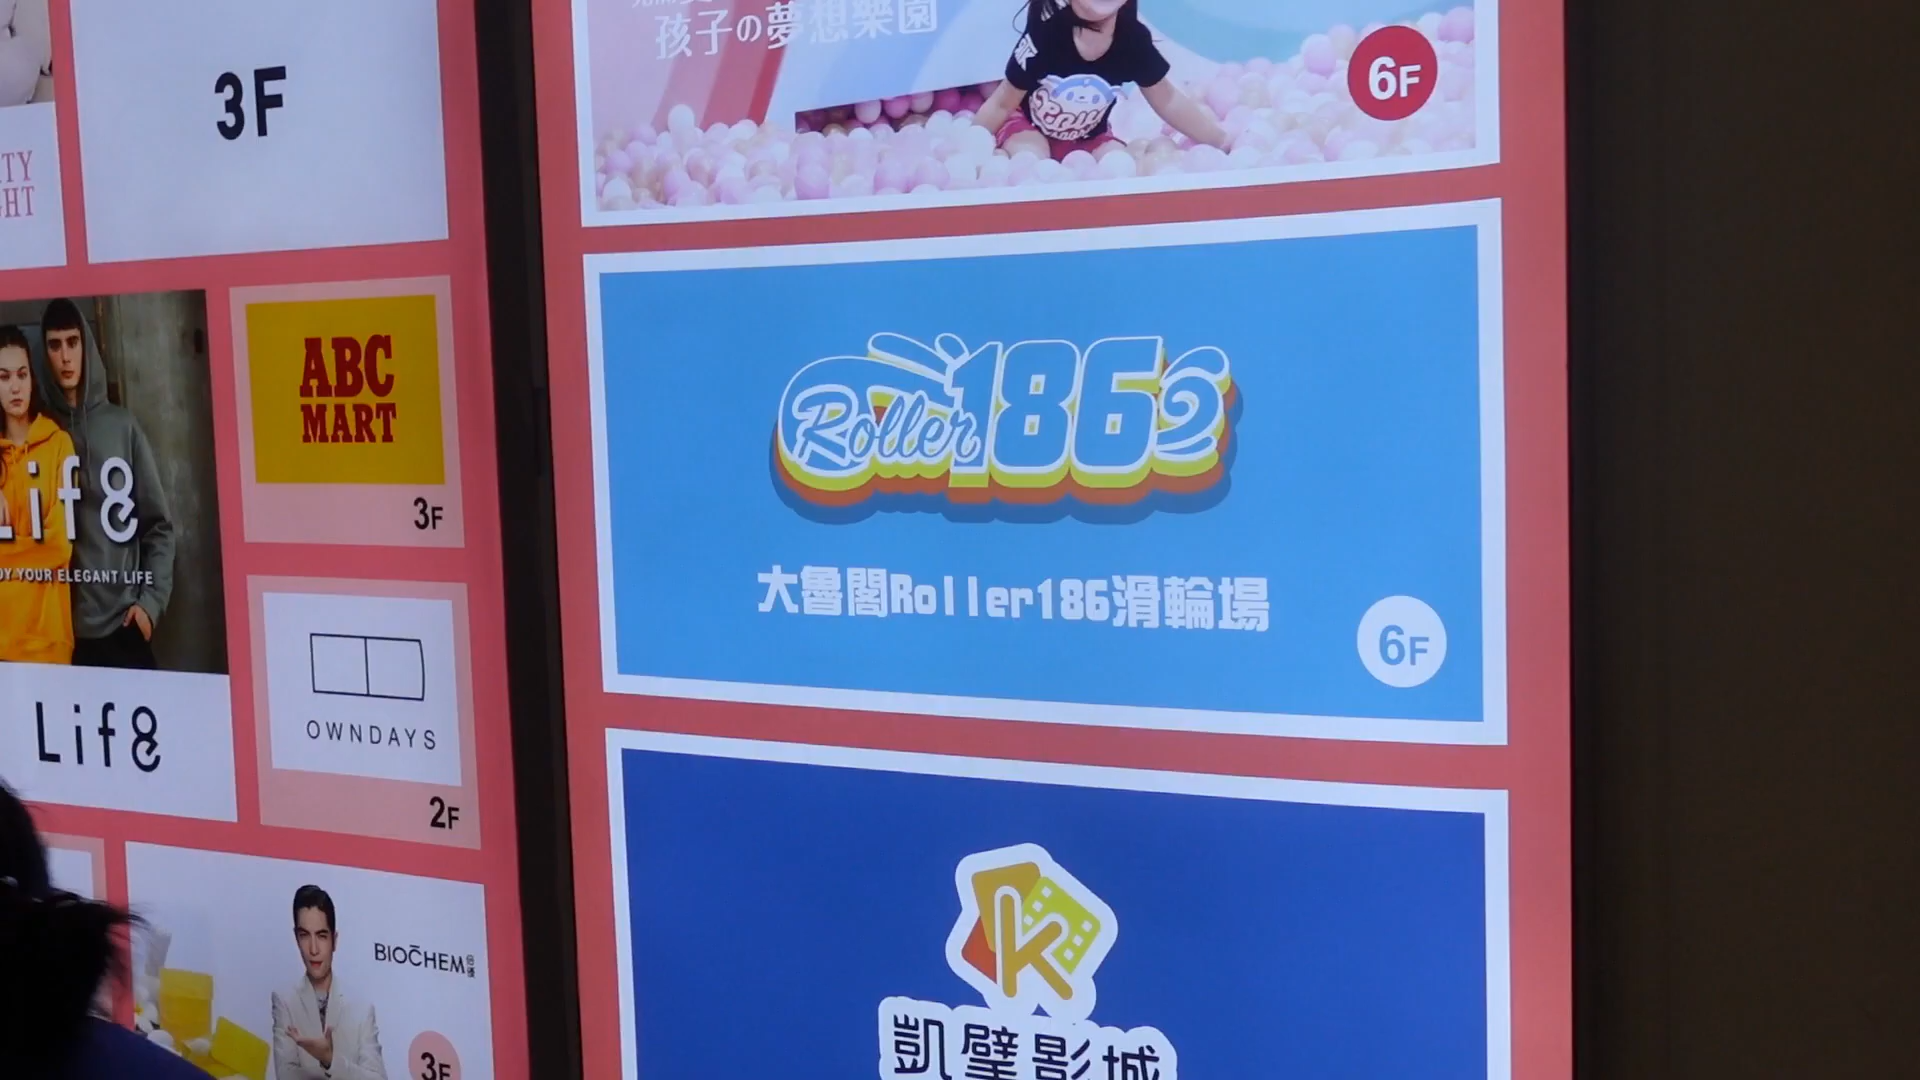 3F
TY
HT
Lif8
Y YOUR ELEGANT LIFE
Lif8
ABC
MART
3F
OWNDAYS
2F
BIOCHEM
3F
孩子の夢想樂園
6F
Roller186
大魯閣Roller186滑輪場
6F
k
凱擘影城